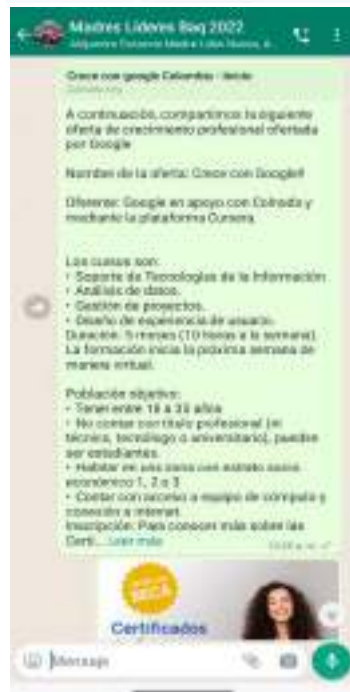 Madres Líderes Baq 2022
Crece con google Colombia - Inicio
A continuación, compartimos la siguiente
oferta de crecimiento profesional ofertada
por Google
Nombre de la oferta: Crece con Google!!
Oferente: Google en apoyo con Colnodo y
mediante la plataforma Cursera.
Los cursos son:
• Soporte de Tecnologías de la Información
• Análisis de datos.
• Gestión de proyectos.
• Diseño de experiencia de usuario.
Duración: 5 meses (10 horas a la semana)
La formación inicia la próxima semana de
manera virtual.
Población objetivo:
• Tener entre 18 a 35 años
• No contar con titulo profesional (ni
técnico, tecnólogo o universitario), pueden
ser estudiantes.
• Habitar en una zona con estrato socio
económico 1, 2 o 3
• Contar con acceso a equipo de cómputo y
conexión a internet.
Inscripción: Para conocer más sobre las
Certi... Leer más
BECA
Certificados
Mensaje